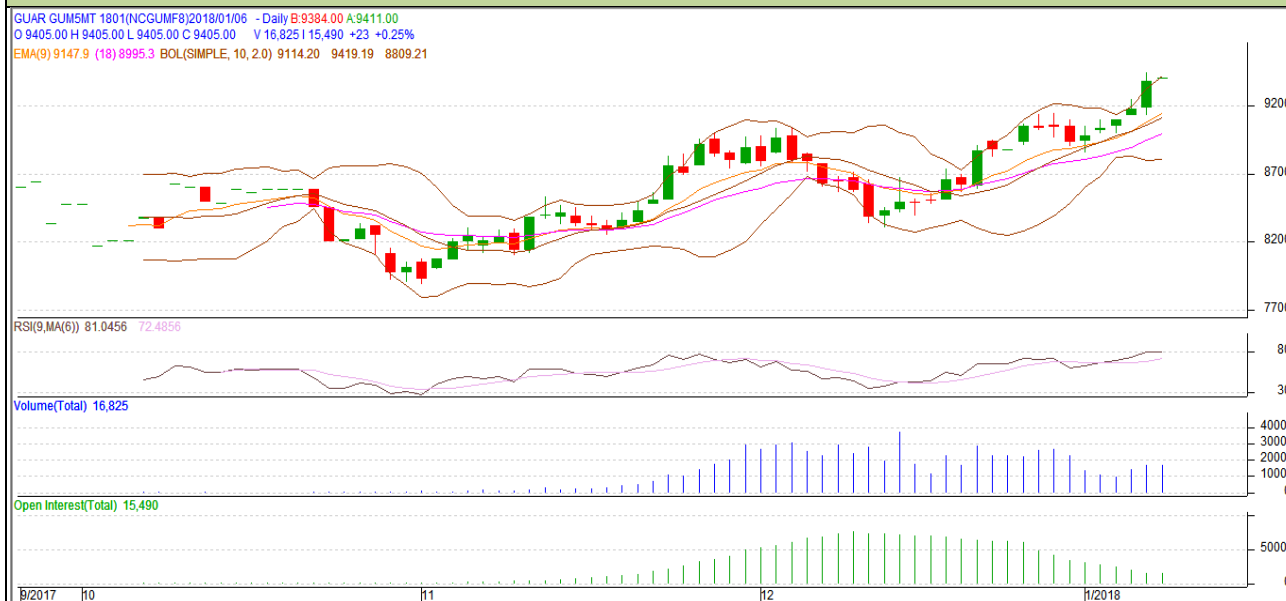 GUAR GUM5MT 1801(NCGUMF8)2018/01/06 - Daily B:9384.00 A:9411.00
O 9405.00 H 9405.00 L 9405.00 C 9405.00 V 16,825 I 15,490 +23 +0.25%
EMA(9) 9147.9 (18) 8995.3 BOL(SIMPLE, 10, 2.0) 9114.20 9419.19 8809.21
9200
8700
8200
7700
RSI(9,MA(6)) 81.0456 72.4856
80
30
Volume(Total) 16,825
4000
3000
2000
1000
0
Open Interest(Total) 15,490
5000
0
9/2017 10 11 12 1/2018